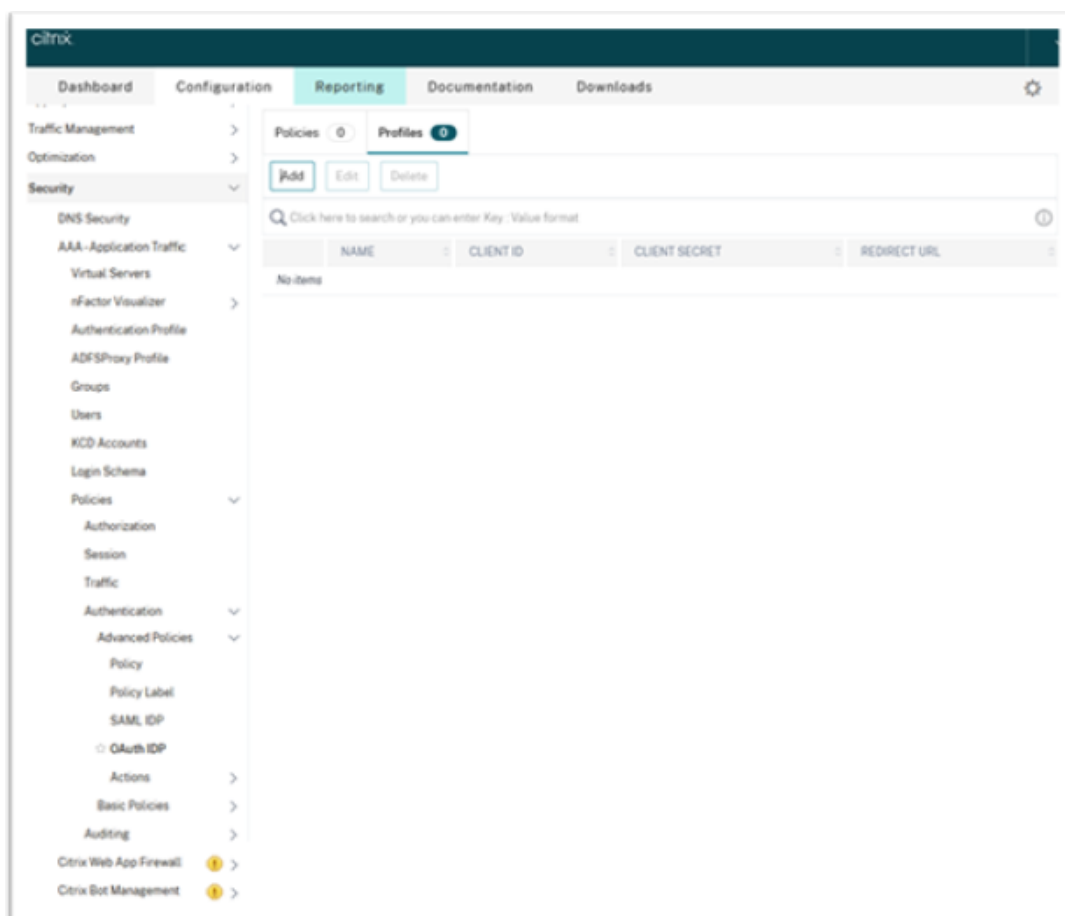 citrix.
Dashboard Configuration Reporting Documentation Downloads
Traffic Management
Optimization
Security
DNS Security
AAA - Application Traffic
Virtual Servers
nFactor Visualizer
Authentication Profile
ADFSProxy Profile
Groups
Users
KCD Accounts
Login Schema
Policies
Authorization
Session
Traffic
Authentication
Advanced Policies
Policy
Policy Label
SAML IDP
OAuth IDP
Actions
Basic Policies
Auditing
Citrix Web App Firewall
Citrix Bot Management
Policies 0 Profiles 0
Add Edit Delete
Click here to search or you can enter Key : Value format
NAME CLIENT ID CLIENT SECRET REDIRECT URL
No items